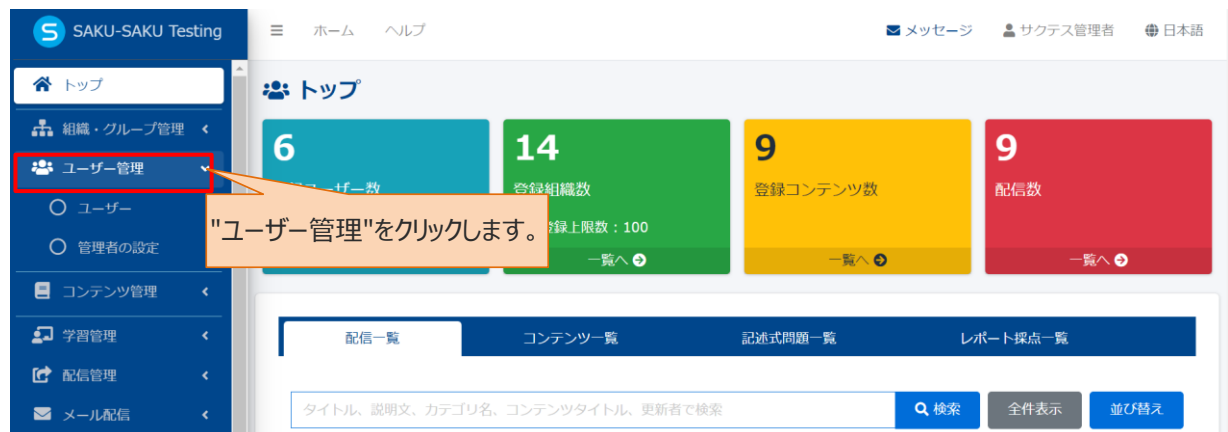 SAKU-SAKU Testing
ホーム ヘルプ
メッセージ サクテス管理者 日本語
トップ
組織・グループ管理
ユーザー管理
ユーザー
管理者の設定
コンテンツ管理
学習管理
配信管理
メール配信
トップ
6
ユーザー数
14
登録組織数
登録上限数:100
一覧へ
9
登録コンテンツ数
一覧へ
9
配信数
一覧へ
"ユーザー管理"をクリックします。
配信一覧 コンテンツ一覧 記述式問題一覧 レポート採点一覧
タイトル、説明文、カテゴリ名、コンテンツタイトル、更新者で検索 検索 全件表示 並び替え